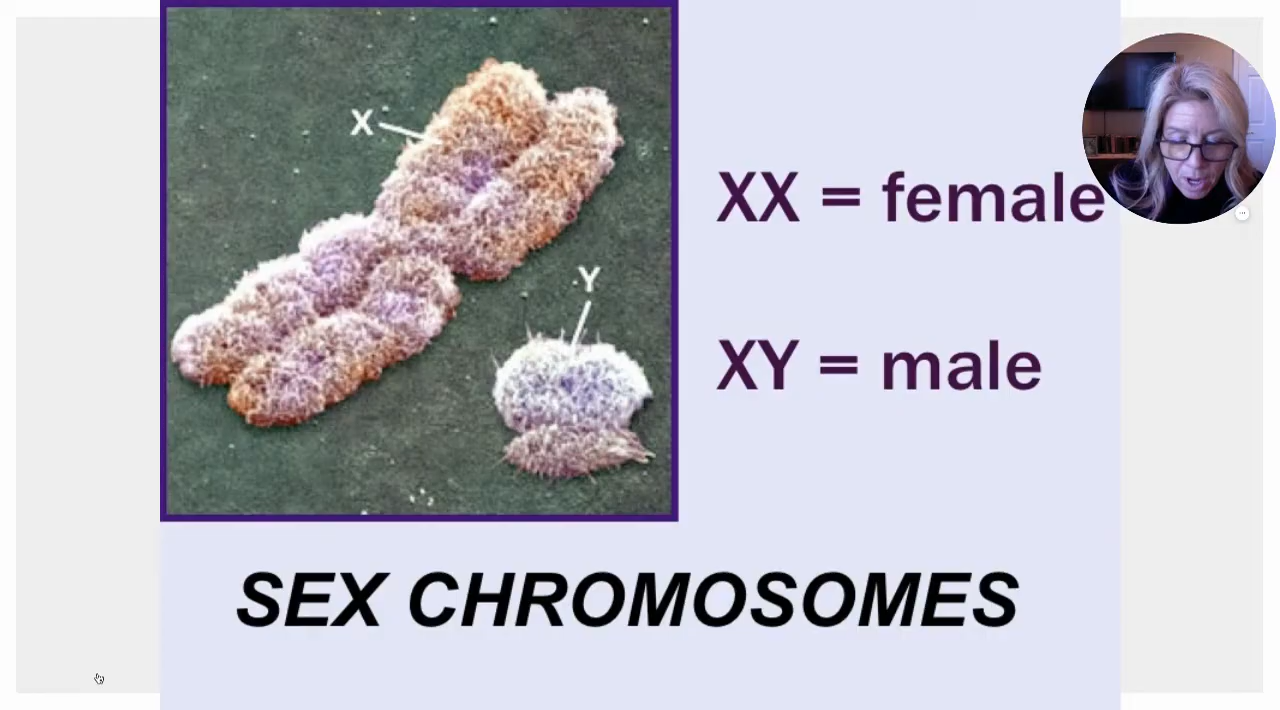 X
Y
XX = female
XY = male
SEX CHROMOSOMES